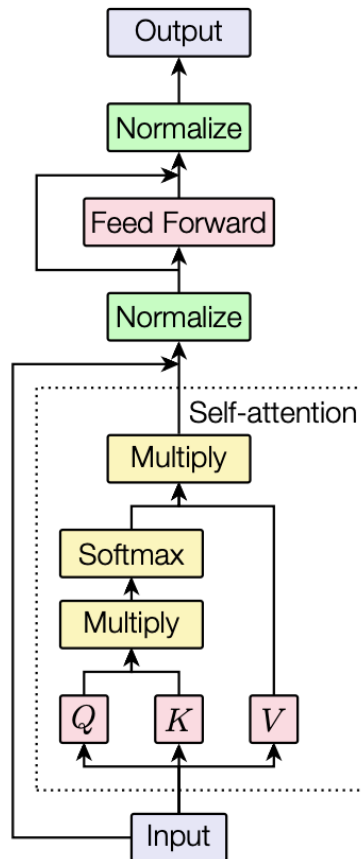 Output
Normalize
Feed Forward
Normalize
Self-attention
Multiply
Softmax
Multiply
Q K V
Input